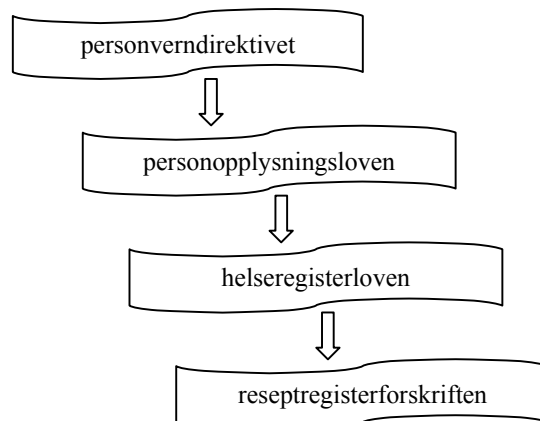 personverndirektivet
personopplysningsloven
helseregisterloven
reseptregisterforskriften